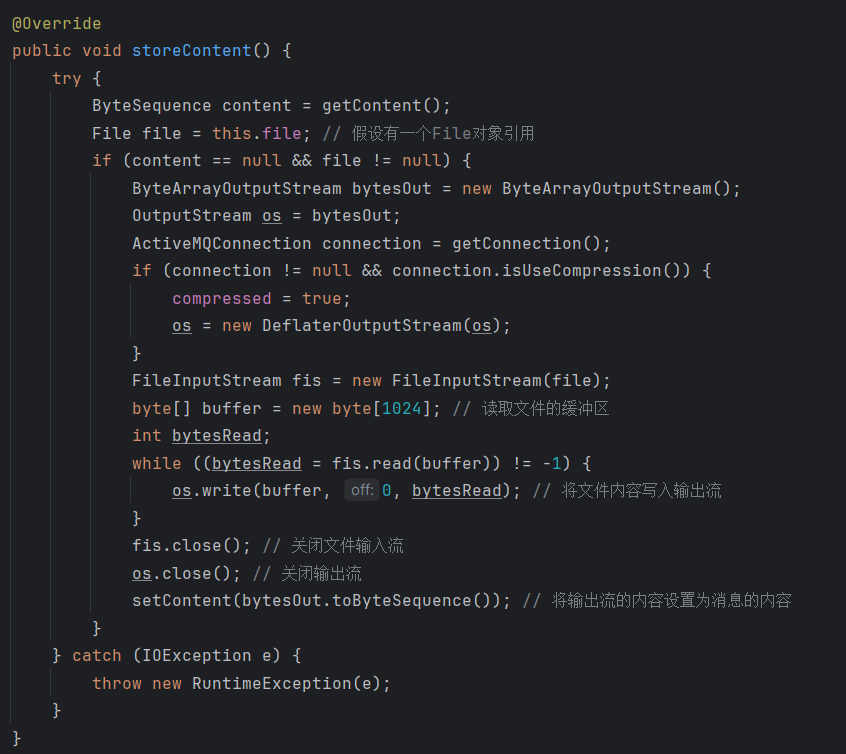 @Override
public void storeContent() {
    try {
        ByteSequence content = getContent();
        File file = this.file; // 假设有一个File对象引用
        if (content == null && file != null) {
            ByteArrayOutputStream bytesOut = new ByteArrayOutputStream();
            OutputStream os = bytesOut;
            ActiveMQConnection connection = getConnection();
            if (connection != null && connection.isUseCompression()) {
                compressed = true;
                os = new DeflaterOutputStream(os);
            }
            FileInputStream fis = new FileInputStream(file);
            byte[] buffer = new byte[1024]; // 读取文件的缓冲区
            int bytesRead;
            while ((bytesRead = fis.read(buffer)) != -1) {
                os.write(buffer, off: 0, bytesRead); // 将文件内容写入输出流
            }
            fis.close(); // 关闭文件输入流
            os.close(); // 关闭输出流
            setContent(bytesOut.toByteSequence()); // 将输出流的内容设置为消息的内容
        }
    } catch (IOException e) {
        throw new RuntimeException(e);
    }
}